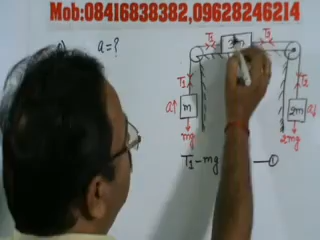 Mob:08416838382,09628246214
a=?
T₁ T₂
T₁ T₂
a↑ m 2m a↓
mg 2mg
T₁-mg —①